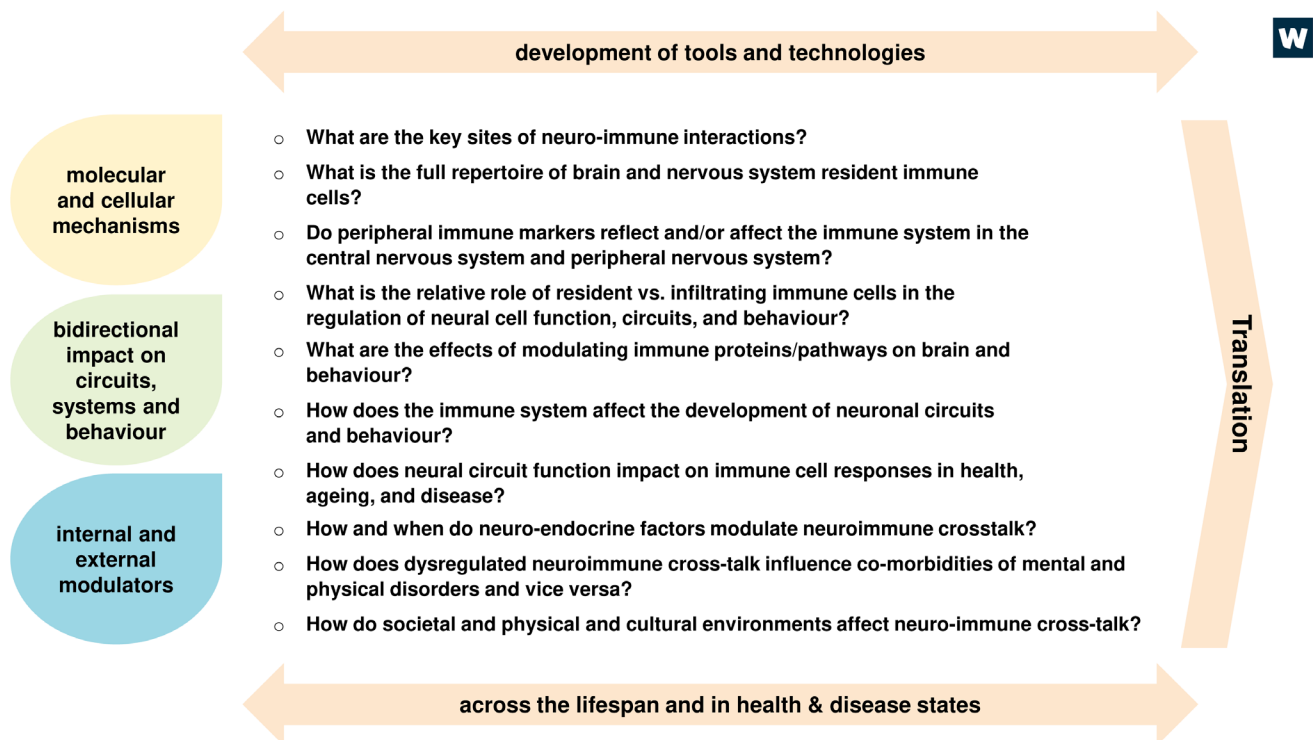 development of tools and technologies
W
molecular
and cellular
mechanisms
bidirectional
impact on
circuits,
systems and
behaviour
internal and
external
modulators
○ What are the key sites of neuro-immune interactions?
○ What is the full repertoire of brain and nervous system resident immune
cells?
○ Do peripheral immune markers reflect and/or affect the immune system in the
central nervous system and peripheral nervous system?
○ What is the relative role of resident vs. infiltrating immune cells in the
regulation of neural cell function, circuits, and behaviour?
○ What are the effects of modulating immune proteins/pathways on brain and
behaviour?
○ How does the immune system affect the development of neuronal circuits
and behaviour?
○ How does neural circuit function impact on immune cell responses in health,
ageing, and disease?
○ How and when do neuro-endocrine factors modulate neuroimmune crosstalk?
○ How does dysregulated neuroimmune cross-talk influence co-morbidities of mental and
physical disorders and vice versa?
○ How do societal and physical and cultural environments affect neuro-immune cross-talk?
Translation
across the lifespan and in health & disease states